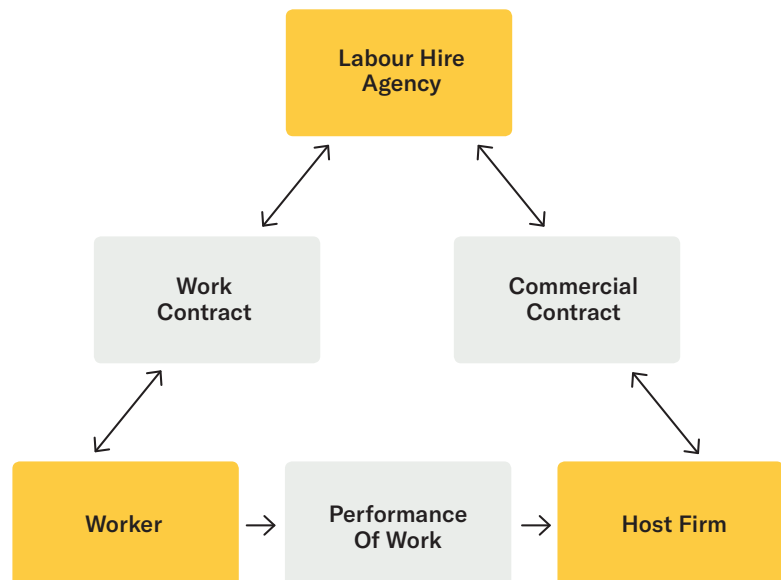 Labour Hire
Agency
Work
Contract
Commercial
Contract
Worker
Performance
Of Work
Host Firm